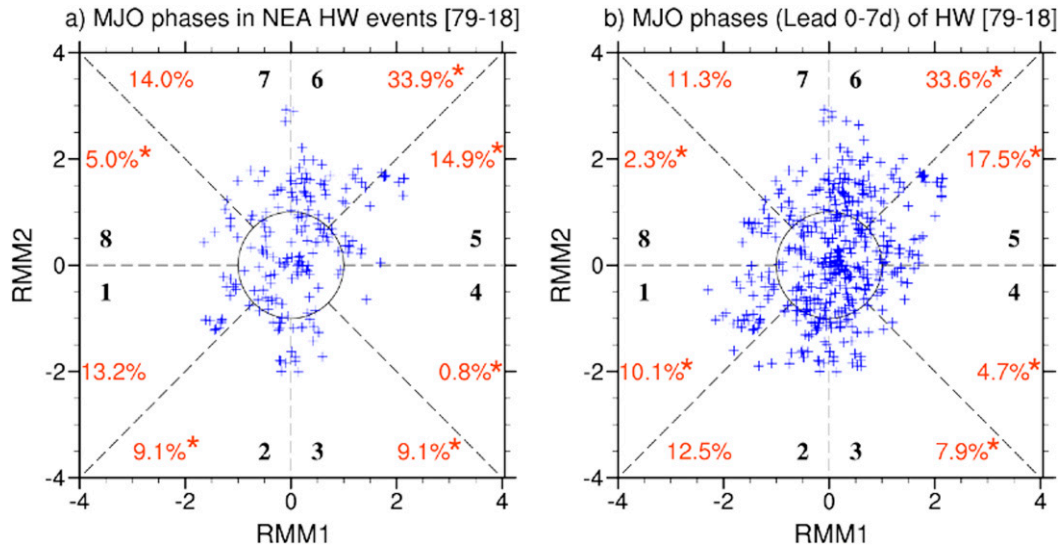 a) MJO phases in NEA HW events [79-18]
4
14.0% 7 6 33.9%*
2
5.0%* 14.9%*
8 5
0
1 4
13.2% 0.8%*
-2
9.1%* 2 3 9.1%*
-4
-4 -2 0 2 4
RMM1
RMM2
b) MJO phases (Lead 0-7d) of HW [79-18]
4
11.3% 7 6 33.6%*
2
2.3%* 17.5%*
8 5
0
1 4
10.1%* 4.7%*
-2
12.5% 2 3 7.9%*
-4
-4 -2 0 2 4
RMM1
RMM2